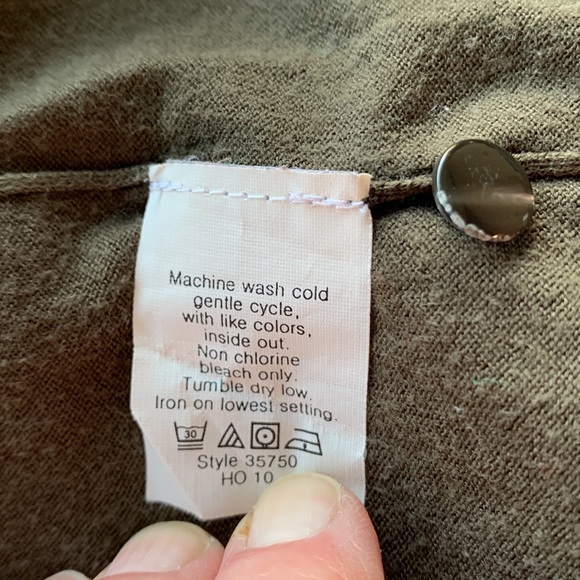 Machine wash cold
gentle cycle,
with like colors,
inside out.
Non chlorine
bleach only.
Tumble dry low.
Iron on lowest setting.
30
Style 35750
HO 10